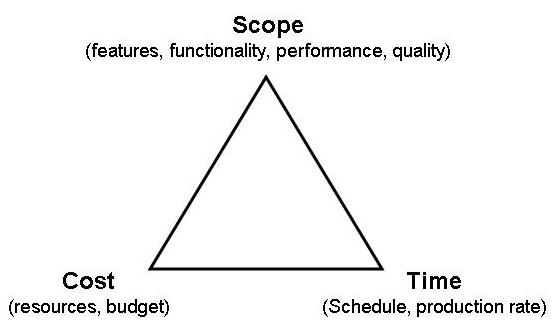 Scope
(features, functionality, performance, quality)
Cost
(resources, budget)
Time
(Schedule, production rate)